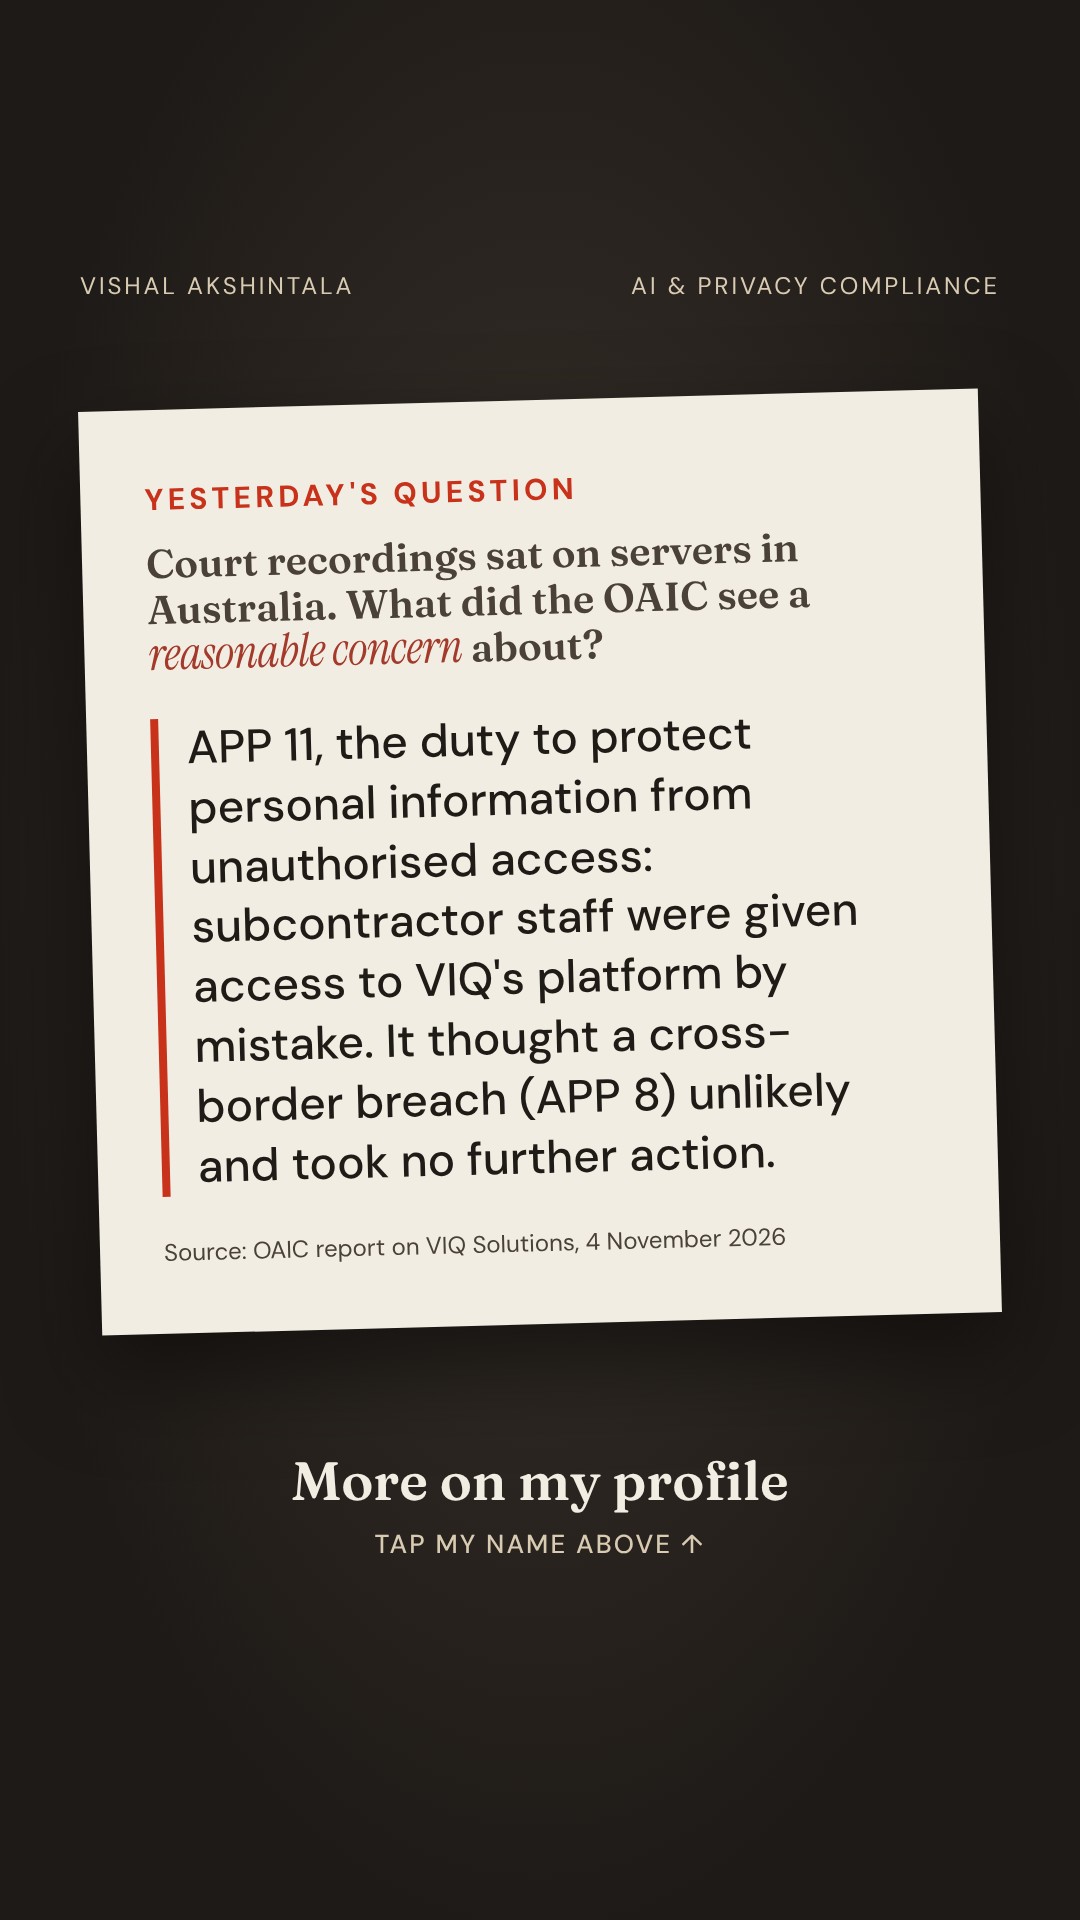 VISHAL AKSHINTALA
AI & PRIVACY COMPLIANCE
YESTERDAY'S QUESTION
Court recordings sat on servers in
Australia. What did the OAIC see a
reasonable concern about?
APP 11, the duty to protect
personal information from
unauthorised access:
subcontractor staff were given
access to VIQ's platform by
mistake. It thought a cross-
border breach (APP 8) unlikely
and took no further action.
Source: OAIC report on VIQ Solutions, 4 November 2026
More on my profile
TAP MY NAME ABOVE ↑